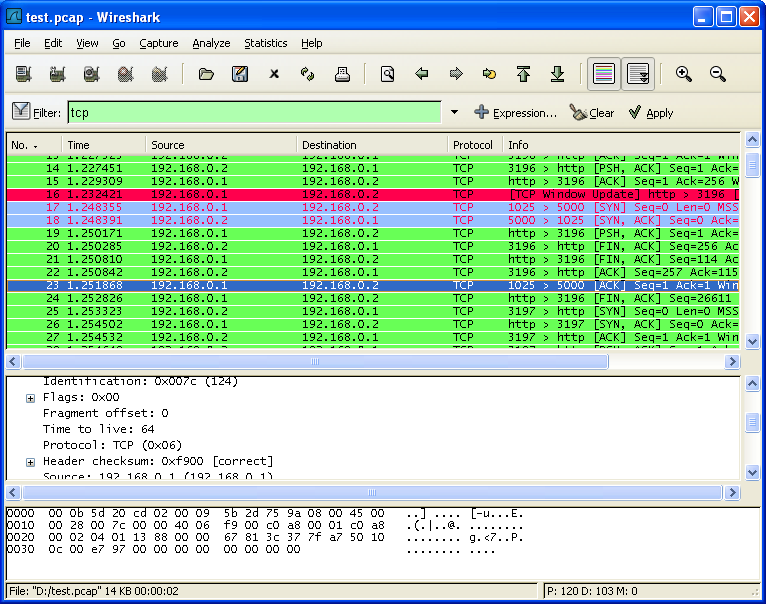 test.pcap - Wireshark
File Edit View Go Capture Analyze Statistics Help
Filter: tcp Expression... Clear Apply
No. . Time Source Destination Protocol Info
14 1.227451 192.168.0.2 192.168.0.1 TCP 3196 > http [PSH, ACK] Seq=1 Ack=
15 1.229309 192.168.0.1 192.168.0.2 TCP http > 3196 [ACK] Seq=1 Ack=256 W
16 1.232421 192.168.0.1 192.168.0.2 TCP [TCP Window Update] http > 3196 [
17 1.248355 192.168.0.1 192.168.0.2 TCP 1025 > 5000 [SYN] Seq=0 Len=0 MSS
18 1.248391 192.168.0.2 192.168.0.1 TCP 5000 > 1025 [SYN, ACK] Seq=0 Ack=
19 1.250171 192.168.0.1 192.168.0.2 TCP http > 3196 [PSH, ACK] Seq=1 Ack=
20 1.250285 192.168.0.2 192.168.0.1 TCP 3196 > http [FIN, ACK] Seq=256 Ac
21 1.250810 192.168.0.1 192.168.0.2 TCP http > 3196 [FIN, ACK] Seq=114 Ac
22 1.250842 192.168.0.2 192.168.0.1 TCP 3196 > http [ACK] Seq=257 Ack=115
23 1.251868 192.168.0.1 192.168.0.2 TCP 1025 > 5000 [ACK] Seq=1 Ack=1 Win
24 1.252826 192.168.0.1 192.168.0.2 TCP http > 3196 [FIN, ACK] Seq=26611
25 1.253323 192.168.0.2 192.168.0.1 TCP 3197 > http [SYN] Seq=0 Len=0 MSS
26 1.254502 192.168.0.1 192.168.0.2 TCP http > 3197 [SYN, ACK] Seq=0 Ack=
27 1.254532 192.168.0.2 192.168.0.1 TCP 3197 > http [ACK] Seq=1 Ack=1 Win
Identification: 0x007c (124)
Flags: 0x00
Fragment offset: 0
Time to live: 64
Protocol: TCP (0x06)
Header checksum: 0xf900 [correct]
Source: 192.168.0.1 (192.168.0.1)
0000 00 0b 5d 20 cd 02 00 09 5b 2d 75 9a 08 00 45 00 ..] .... [-u...E.
0010 00 28 00 7c 00 00 40 06 f9 00 c0 a8 00 01 c0 a8 .(.|..@. ........
0020 00 02 04 01 13 88 00 00 67 81 3c 37 7f a7 50 10 ........ g.<7..P.
0030 0c 00 e7 97 00 00 00 00 00 00 00 00 ........ ....
File: "D:/test.pcap" 14 KB 00:00:02 P: 120 D: 103 M: 0